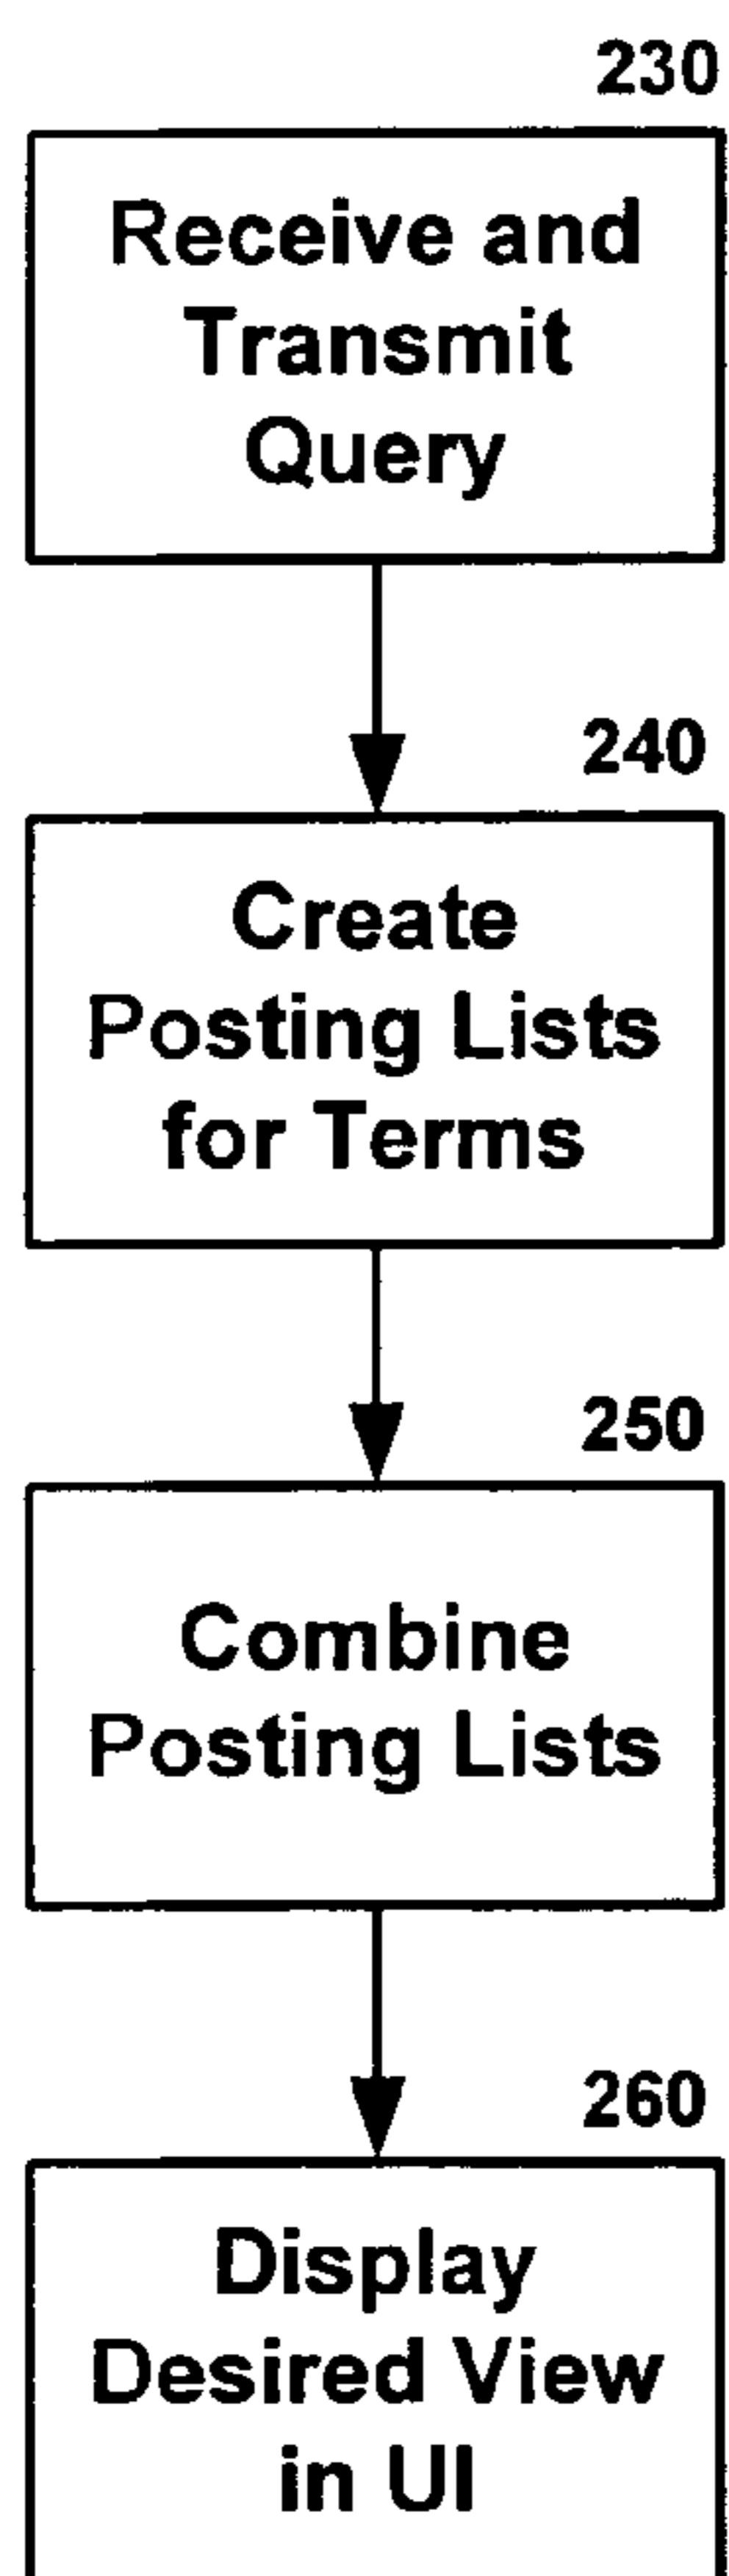 230
Receive and
Transmit
Query
240
Create
Posting Lists
for Terms
250
Combine
Posting Lists
260
Display
Desired View
in UI